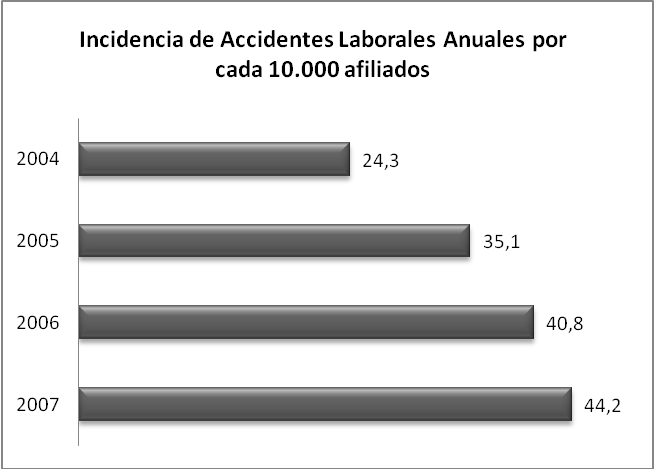 Incidencia de Accidentes Laborales Anuales por
cada 10.000 afiliados
2004 24,3
2005 35,1
2006 40,8
2007 44,2